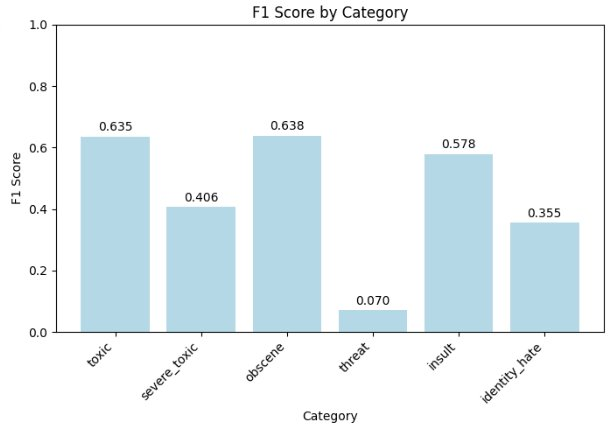 F1 Score by Category
1.0
0.8
0.6
0.4
0.2
0.0
F1 Score
0.635
0.406
0.638
0.070
0.578
0.355
toxic
severe_toxic
obscene
threat
insult
identity_hate
Category